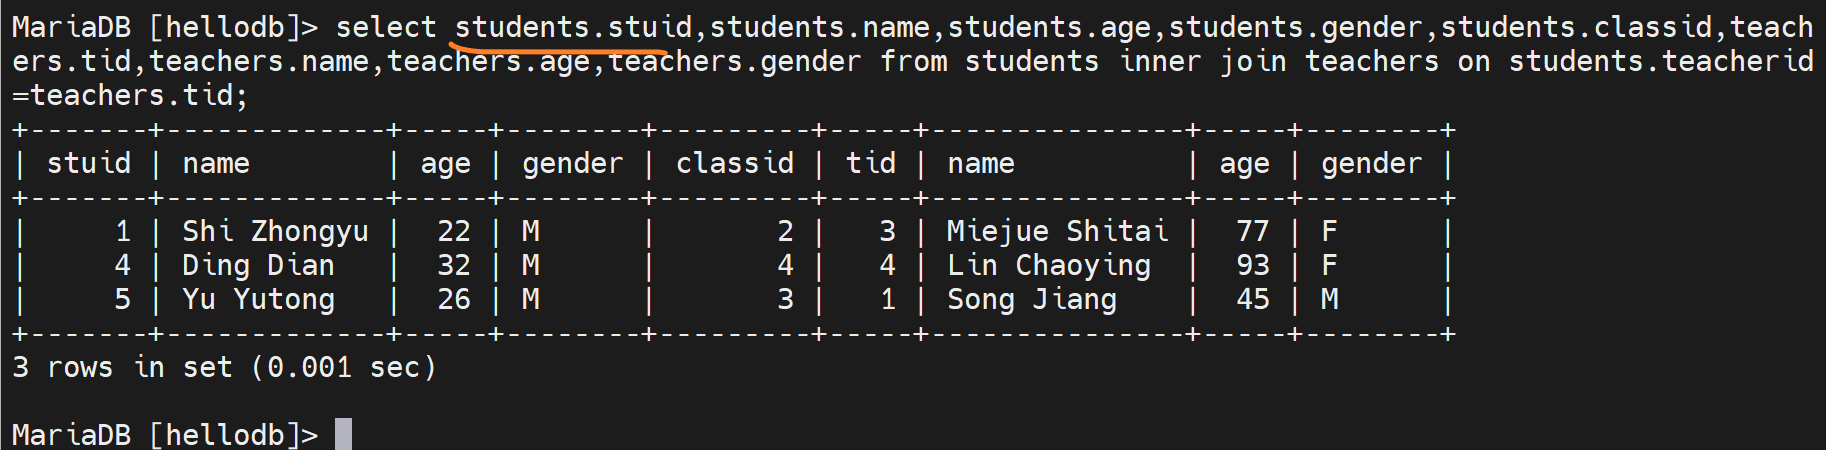 MariaDB [hellodb]> select students.stuid,students.name,students.age,students.gender,students.classid,teach
ers.tid,teachers.name,teachers.age,teachers.gender from students inner join teachers on students.teacherid
=teachers.tid;
+-------+-------------+-----+--------+---------+-----+---------------+-----+--------+
| stuid | name        | age | gender | classid | tid | name          | age | gender |
+-------+-------------+-----+--------+---------+-----+---------------+-----+--------+
|     1 | Shi Zhongyu |  22 | M      |       2 |   3 | Miejue Shitai |  77 | F      |
|     4 | Ding Dian   |  32 | M      |       4 |   4 | Lin Chaoying  |  93 | F      |
|     5 | Yu Yutong   |  26 | M      |       3 |   1 | Song Jiang    |  45 | M      |
+-------+-------------+-----+--------+---------+-----+---------------+-----+--------+
3 rows in set (0.001 sec)
MariaDB [hellodb]>